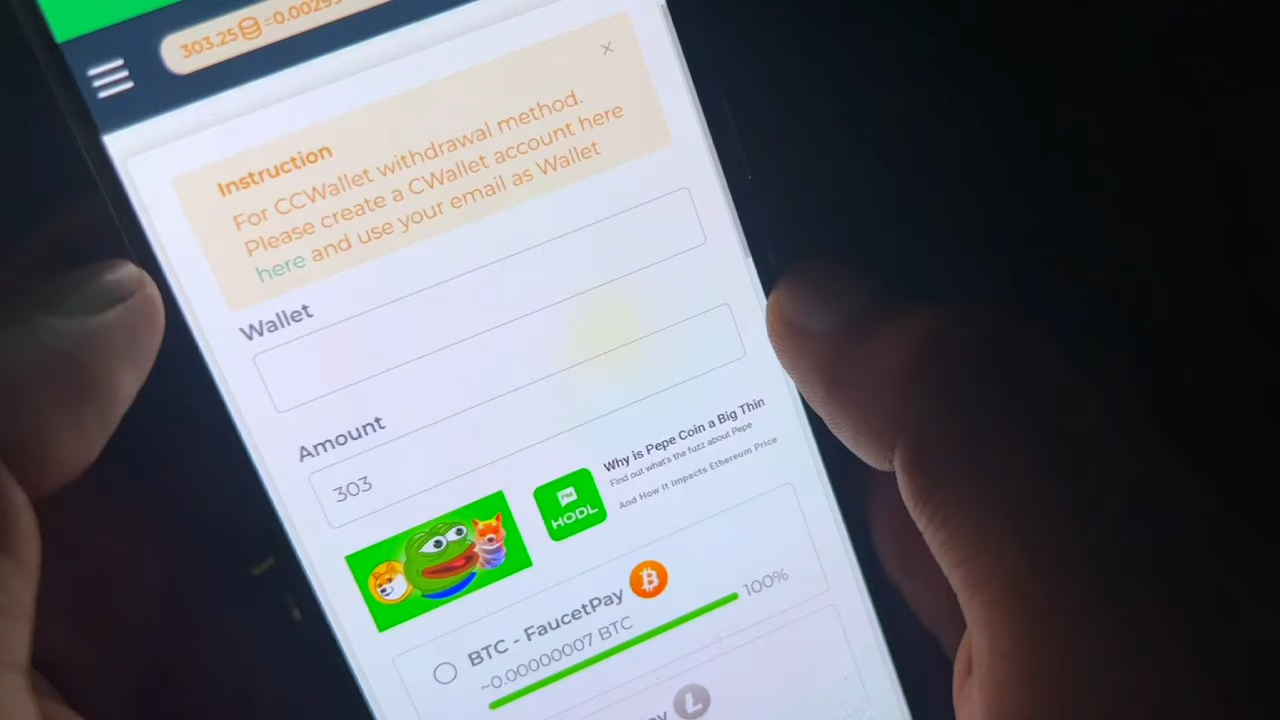 303.25 =0.00295
Instruction
For CCWallet withdrawal method.
Please create a CWallet account here
here and use your email as Wallet
Wallet
Amount
303
HODL
Why is Pepe Coin a Big Thin
Find out what's the fuzz about Pepe
And How It Impacts Ethereum Price
BTC - FaucetPay
~0.00000007 BTC
100%